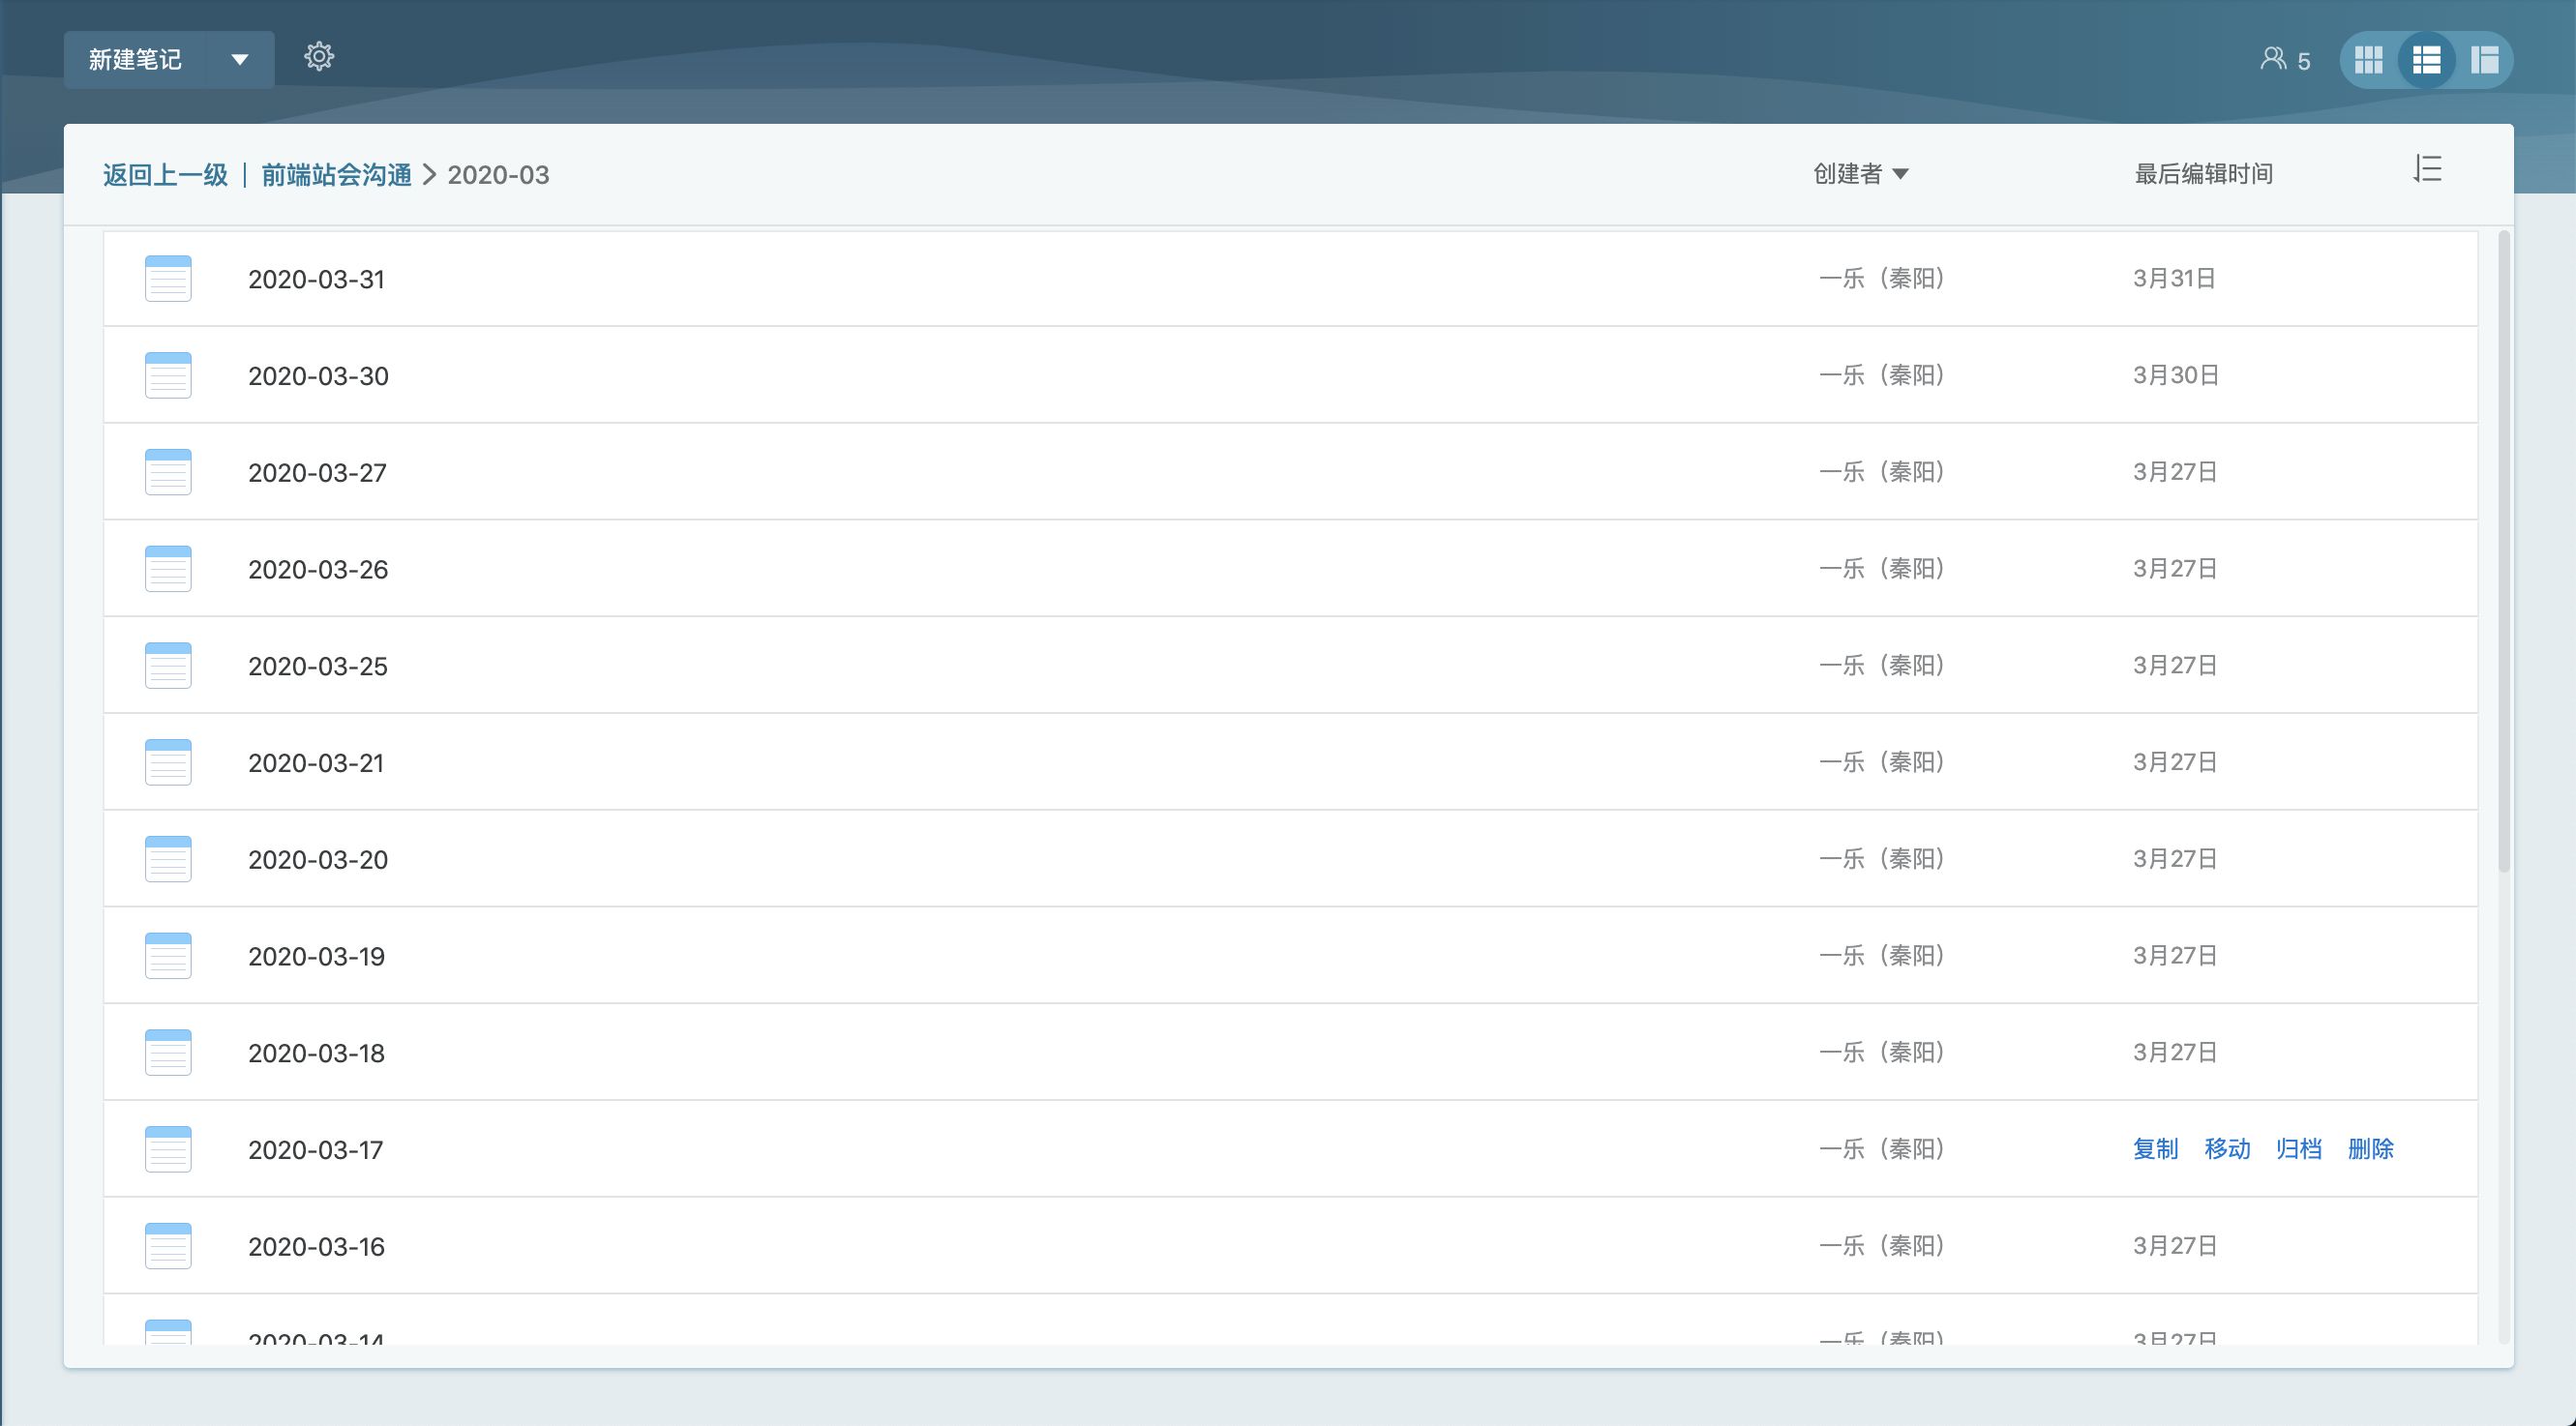 新建笔记
5
返回上一级 | 前端站会沟通 > 2020-03 创建者 最后编辑时间
2020-03-31 一乐（秦阳） 3月31日
2020-03-30 一乐（秦阳） 3月30日
2020-03-27 一乐（秦阳） 3月27日
2020-03-26 一乐（秦阳） 3月27日
2020-03-25 一乐（秦阳） 3月27日
2020-03-21 一乐（秦阳） 3月27日
2020-03-20 一乐（秦阳） 3月27日
2020-03-19 一乐（秦阳） 3月27日
2020-03-18 一乐（秦阳） 3月27日
2020-03-17 一乐（秦阳） 复制 移动 归档 删除
2020-03-16 一乐（秦阳） 3月27日
2020-03-14 一乐（秦阳） 3月27日